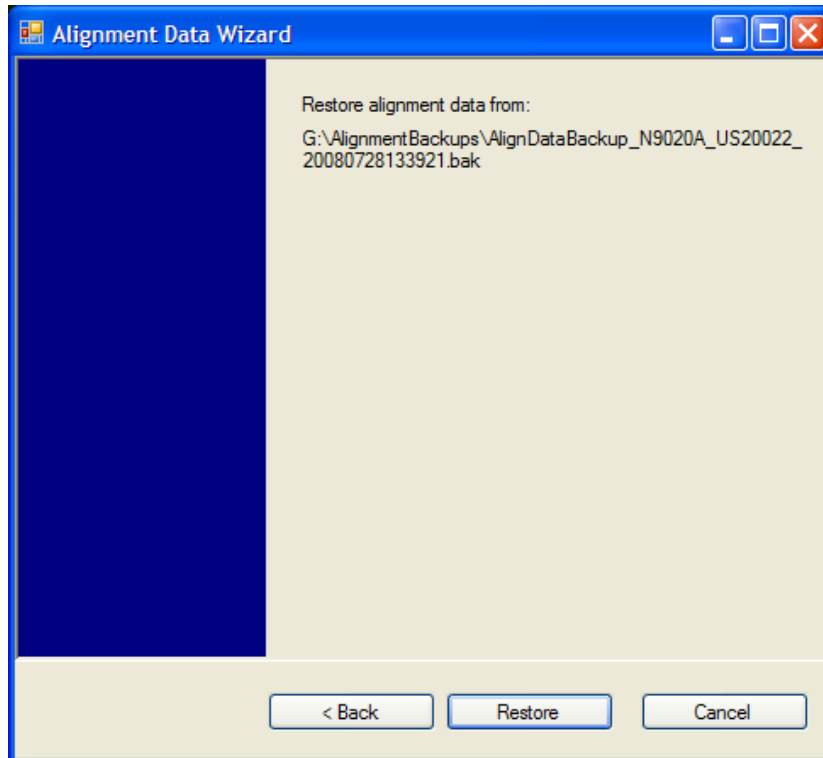 Alignment Data Wizard
Restore alignment data from:
G:\AlignmentBackups\AlignDataBackup_N9020A_US20022_
20080728133921.bak
< Back
Restore
Cancel